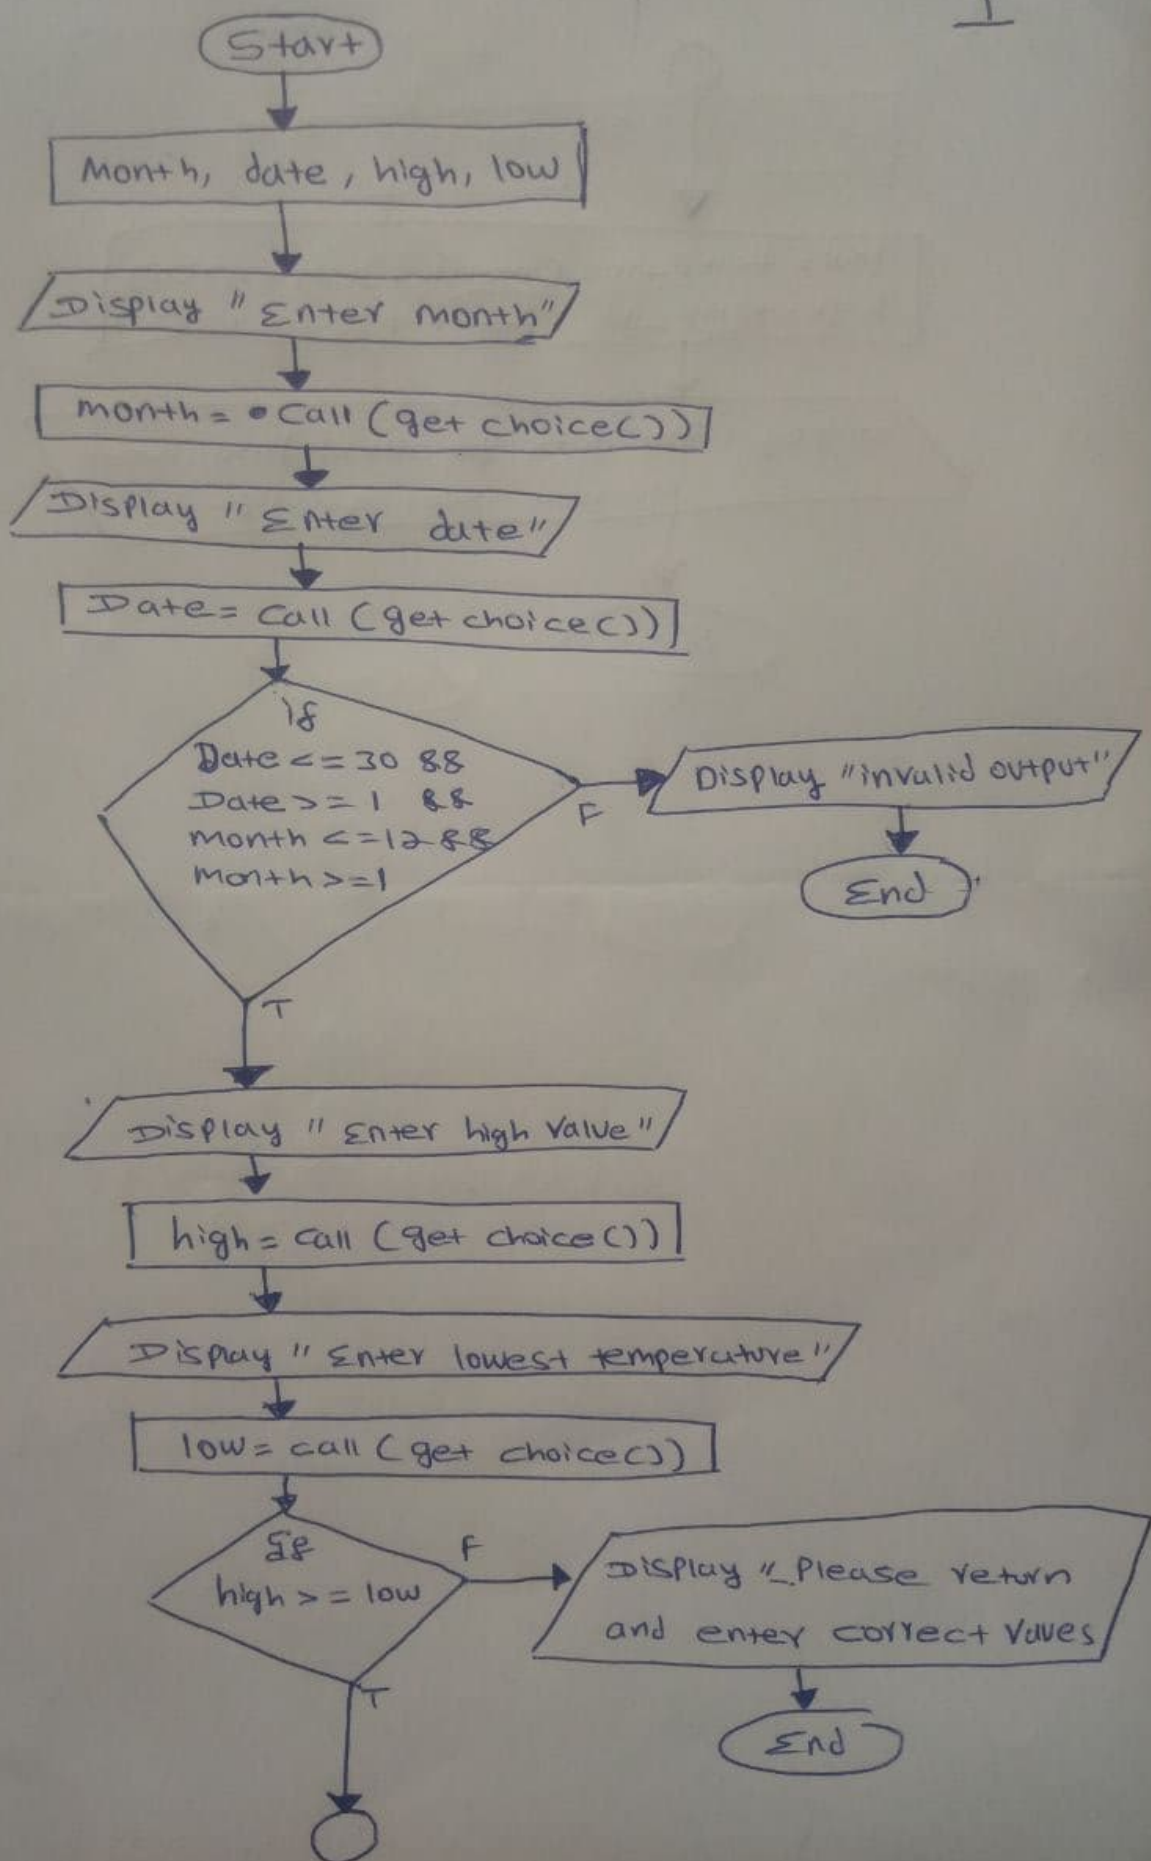 1
Start
Month, date, high, low
Display "Enter month"
month = Call (get choice())
Display "Enter date"
Date = Call (get choice())
If
Date <= 30 &&
Date >= 1 &&
month <= 12 &&
Month >= 1
F
Display "invalid output"
End
T
Display "Enter high Value"
high = call (get choice())
Display "Enter lowest temperature"
low = call (get choice())
If
high >= low
F
Display "Please return
and enter correct Vaues
End
T